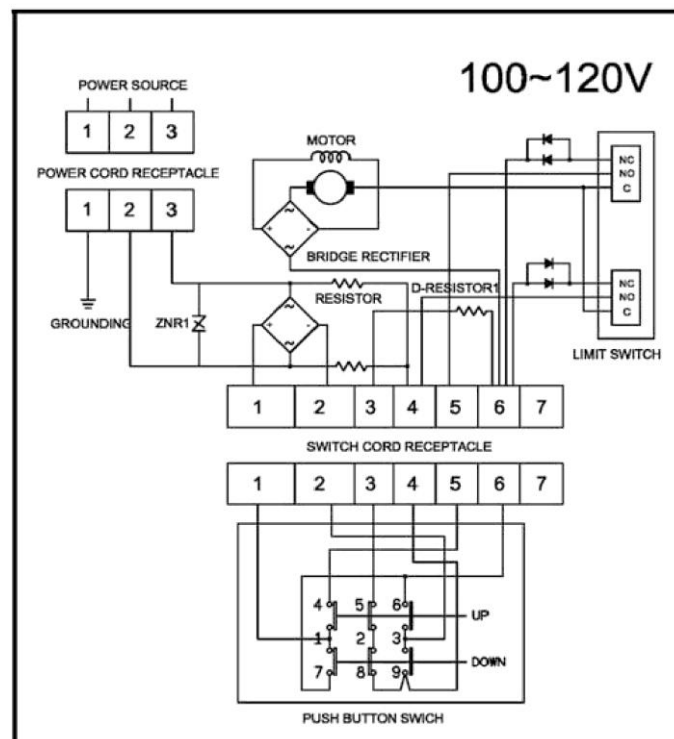 100~120V
POWER SOURCE
1 2 3
POWER CORD RECEPTACLE
1 2 3
MOTOR
+ ~ ~ -
BRIDGE RECTIFIER
NC
NO
C
RESISTOR
D-RESISTOR1
NC
NO
C
GROUNDING
ZNR1
+ ~ ~ -
LIMIT SWITCH
1 2 3 4 5 6 7
SWITCH CORD RECEPTACLE
1 2 3 4 5 6 7
4 5 6
UP
1 2 3
7 8 9
DOWN
PUSH BUTTON SWICH